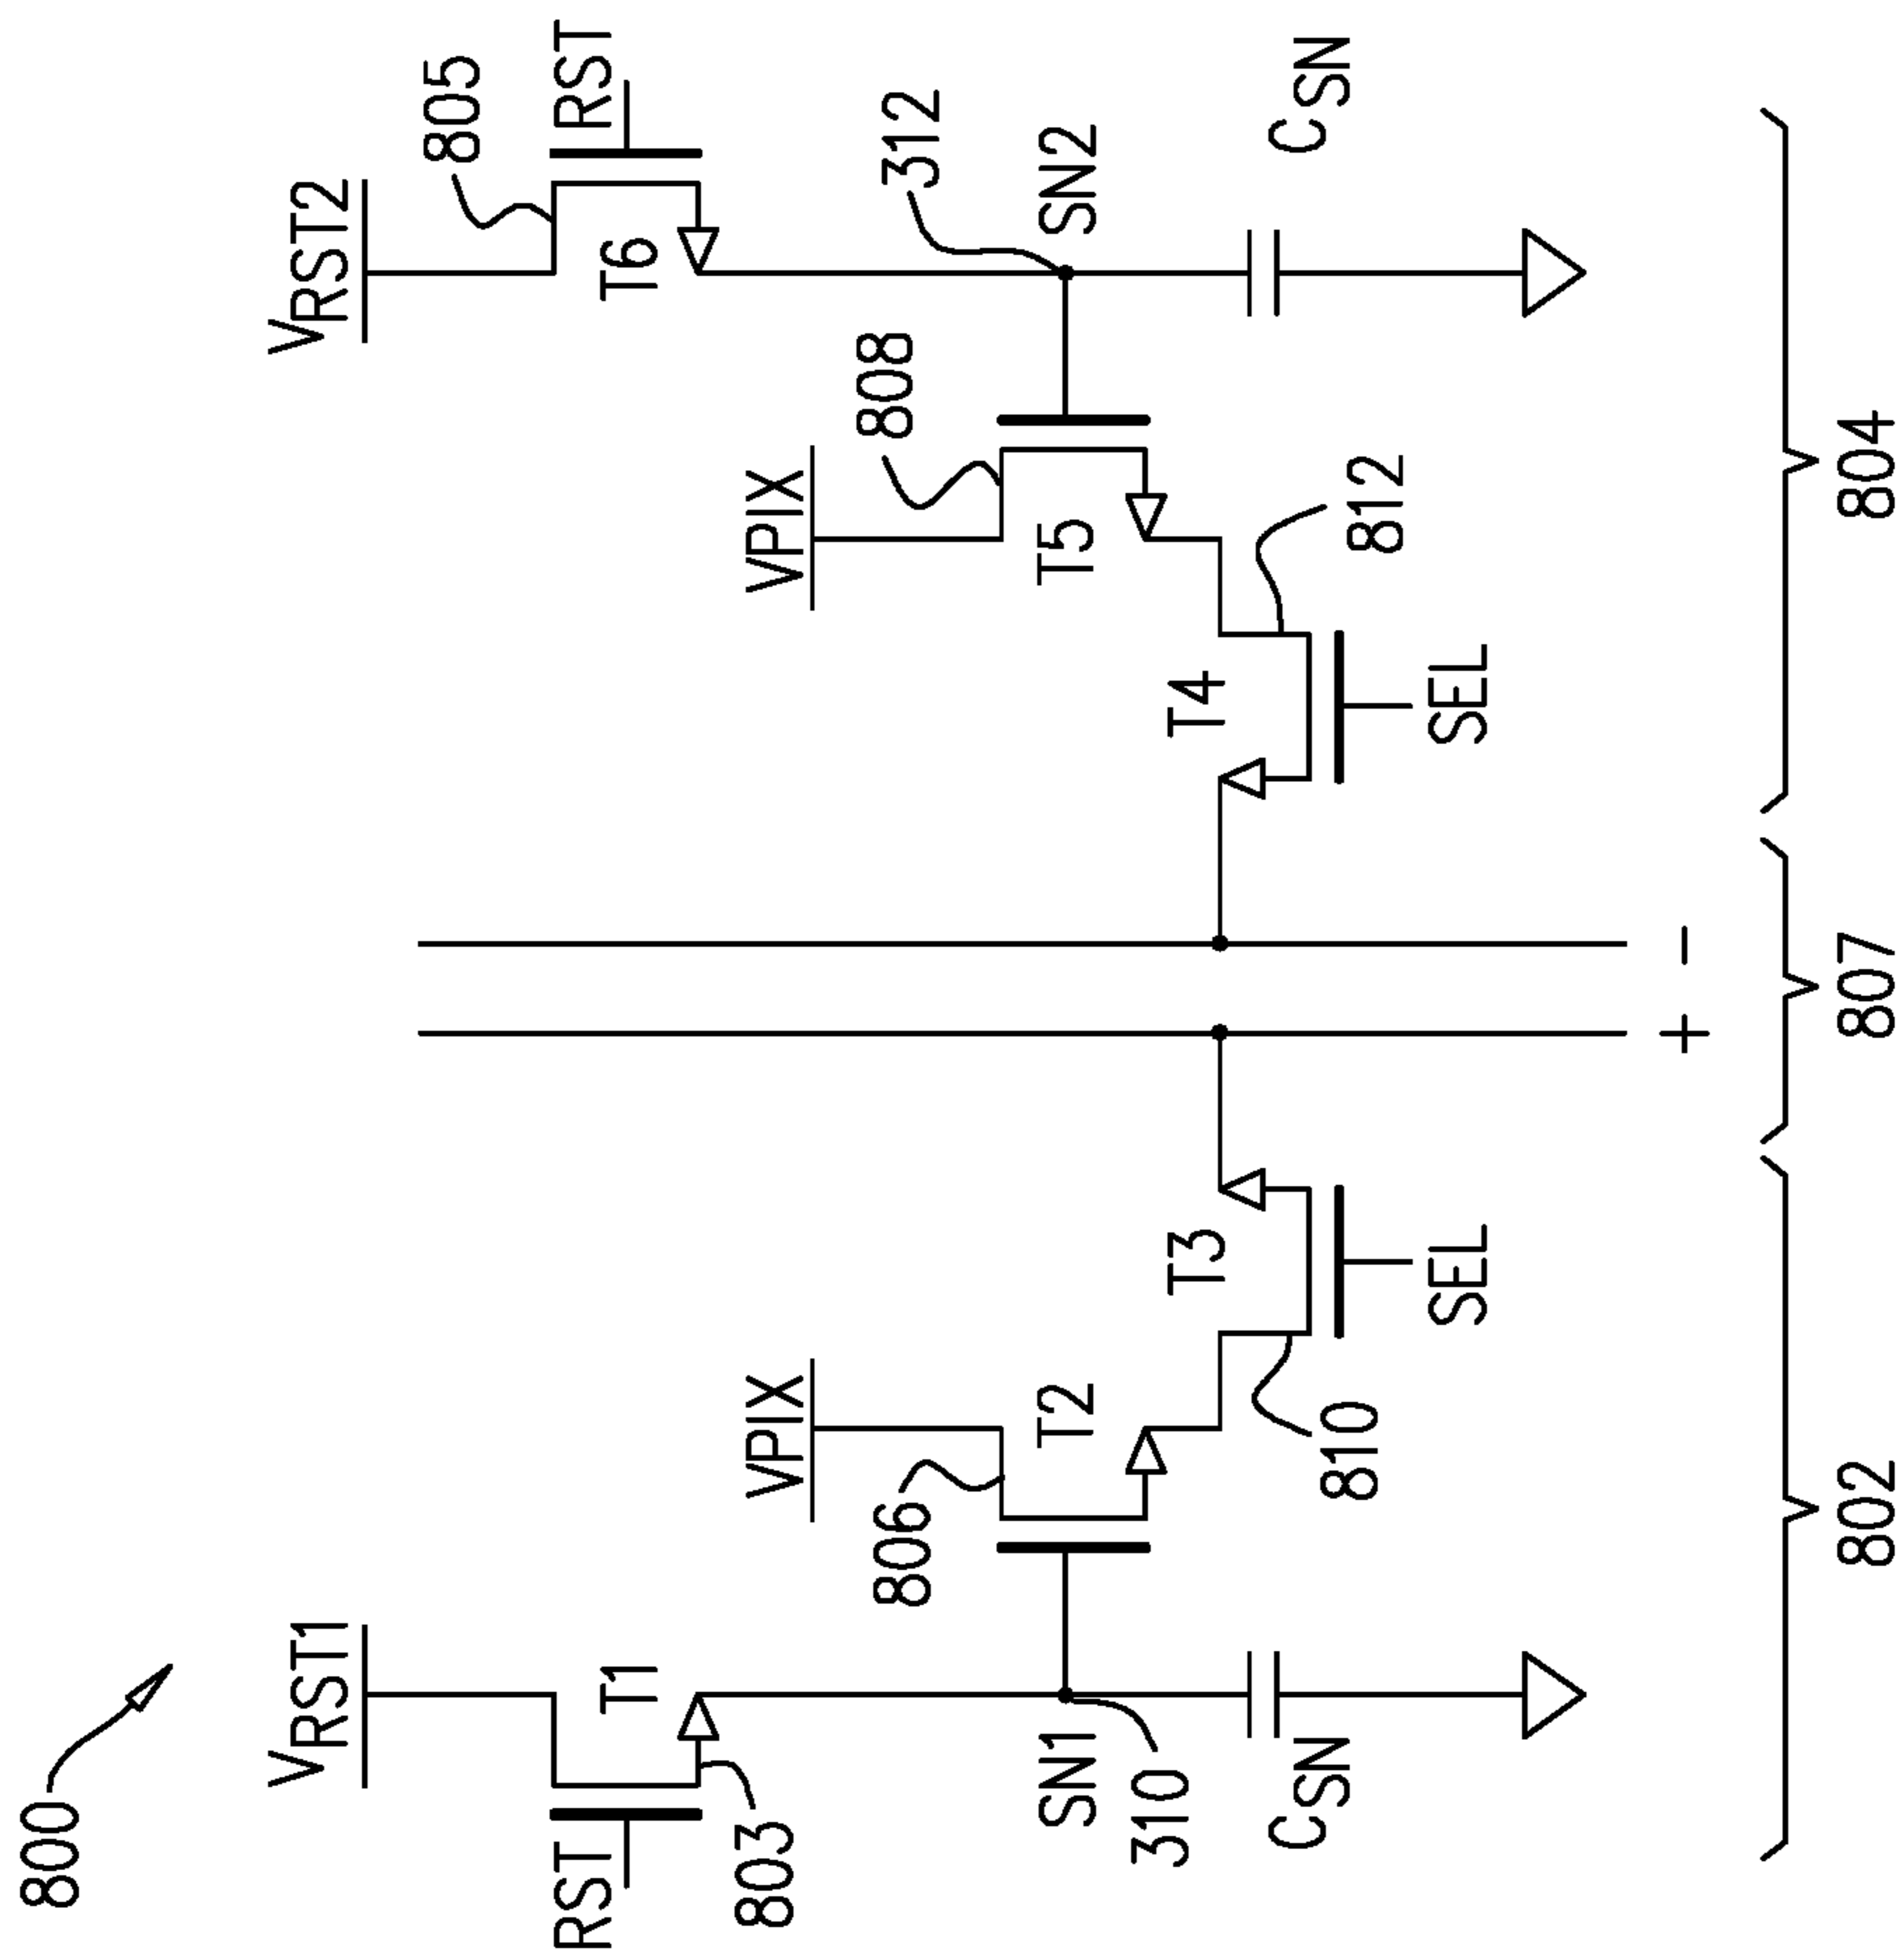 800
VRST1
VRST2
805
RST
RST
T1
T6
803
VPIX
VPIX
806
808
312
SN1
T2
T5
SN2
310
T3
T4
CSN
810
812
CSN
SEL
SEL
+
−
802
807
804